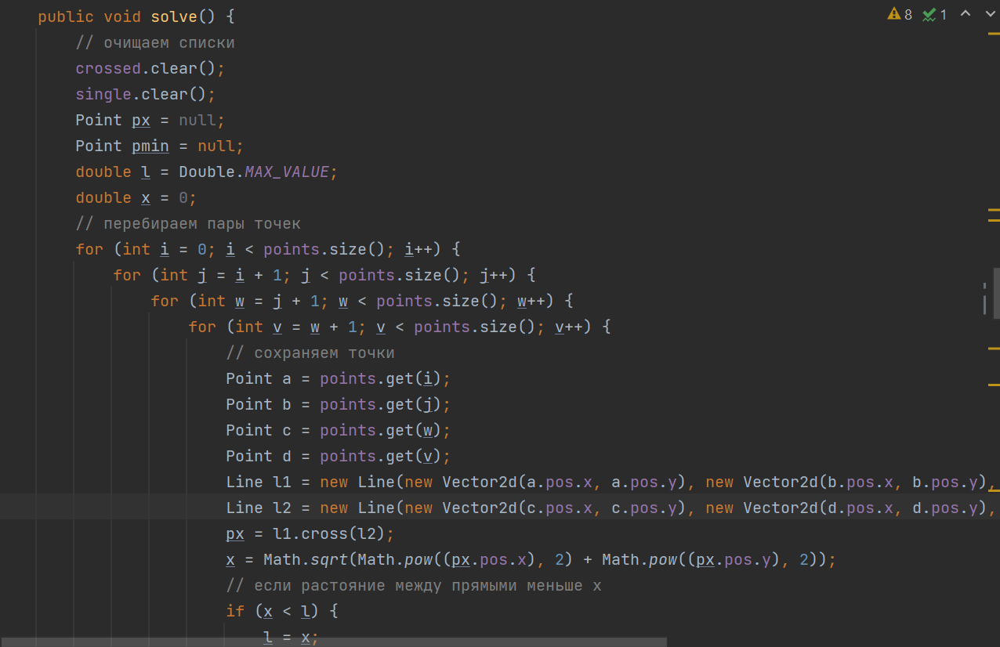 public void solve() {
// очищаем списки
crossed.clear();
single.clear();
Point px = null;
Point pmin = null;
double l = Double.MAX_VALUE;
double x = 0;
// перебираем пары точек
for (int i = 0; i < points.size(); i++) {
for (int j = i + 1; j < points.size(); j++) {
for (int w = j + 1; w < points.size(); w++) {
for (int v = w + 1; v < points.size(); v++) {
// сохраняем точки
Point a = points.get(i);
Point b = points.get(j);
Point c = points.get(w);
Point d = points.get(v);
Line l1 = new Line(new Vector2d(a.pos.x, a.pos.y), new Vector2d(b.pos.x, b.pos.y),
Line l2 = new Line(new Vector2d(c.pos.x, c.pos.y), new Vector2d(d.pos.x, d.pos.y),
px = l1.cross(l2);
x = Math.sqrt(Math.pow((px.pos.x), 2) + Math.pow((px.pos.y), 2));
// если растояние между прямыми меньше x
if (x < l) {
l = x;
8 1